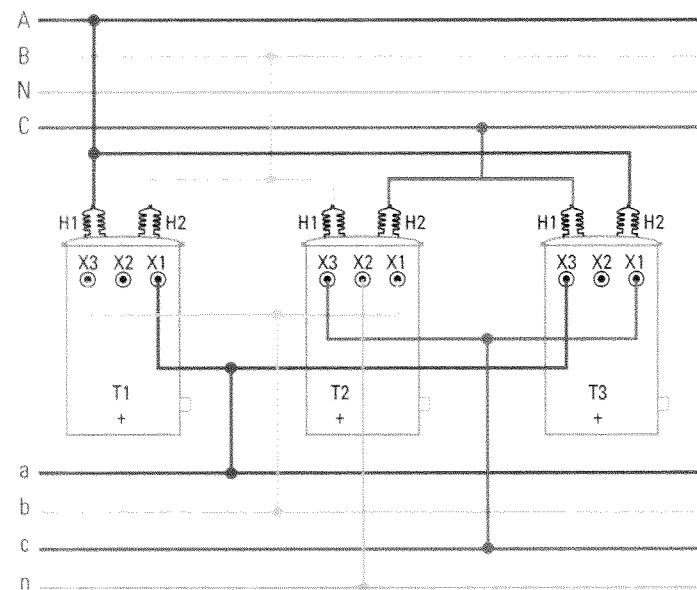 A
B
N
C
H1 H2 H1 H2 H1 H2
X3 X2 X1 X3 X2 X1 X3 X2 X1
T1 T2 T3
+ + +
a
b
c
n